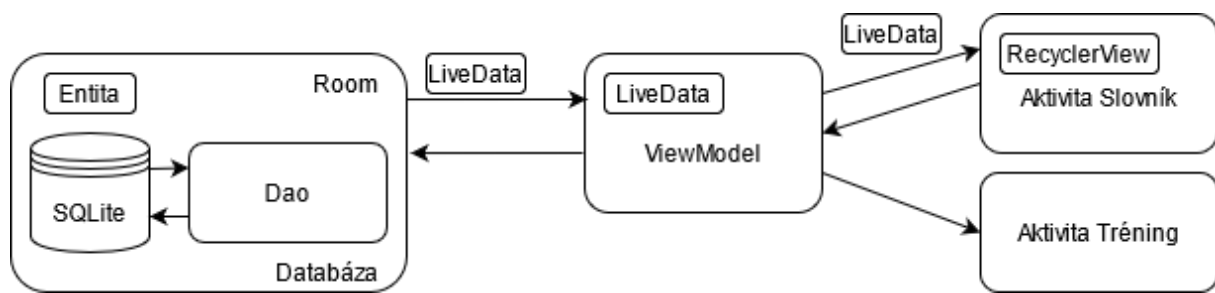 Room
Entita
SQLite
Dao
Databáza
LiveData
LiveData
ViewModel
LiveData
RecyclerView
Aktivita Slovník
Aktivita Tréning